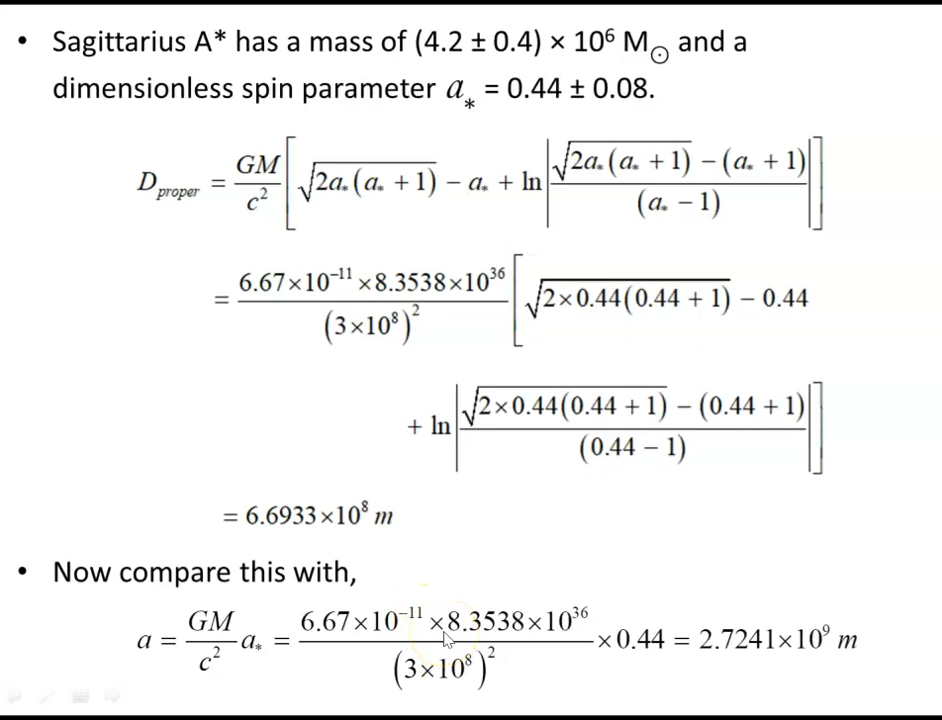 • Sagittarius A* has a mass of (4.2 ± 0.4) × 10⁶ M☉ and a
dimensionless spin parameter a⁎ = 0.44 ± 0.08.
D_proper = GM/c² [√(2a⁎(a⁎ + 1)) − a⁎ + ln |(√(2a⁎(a⁎ + 1)) − (a⁎ + 1))/(a⁎ − 1)|]
= (6.67×10⁻¹¹ ×8.3538×10³⁶)/(3×10⁸)² [√(2×0.44(0.44 + 1)) − 0.44
+ ln |(√(2×0.44(0.44 + 1)) − (0.44 + 1))/(0.44 − 1)|]
= 6.6933×10⁸ m
• Now compare this with,
a = GM/c² a⁎ = (6.67×10⁻¹¹ ×8.3538×10³⁶)/(3×10⁸)² ×0.44 = 2.7241×10⁹ m